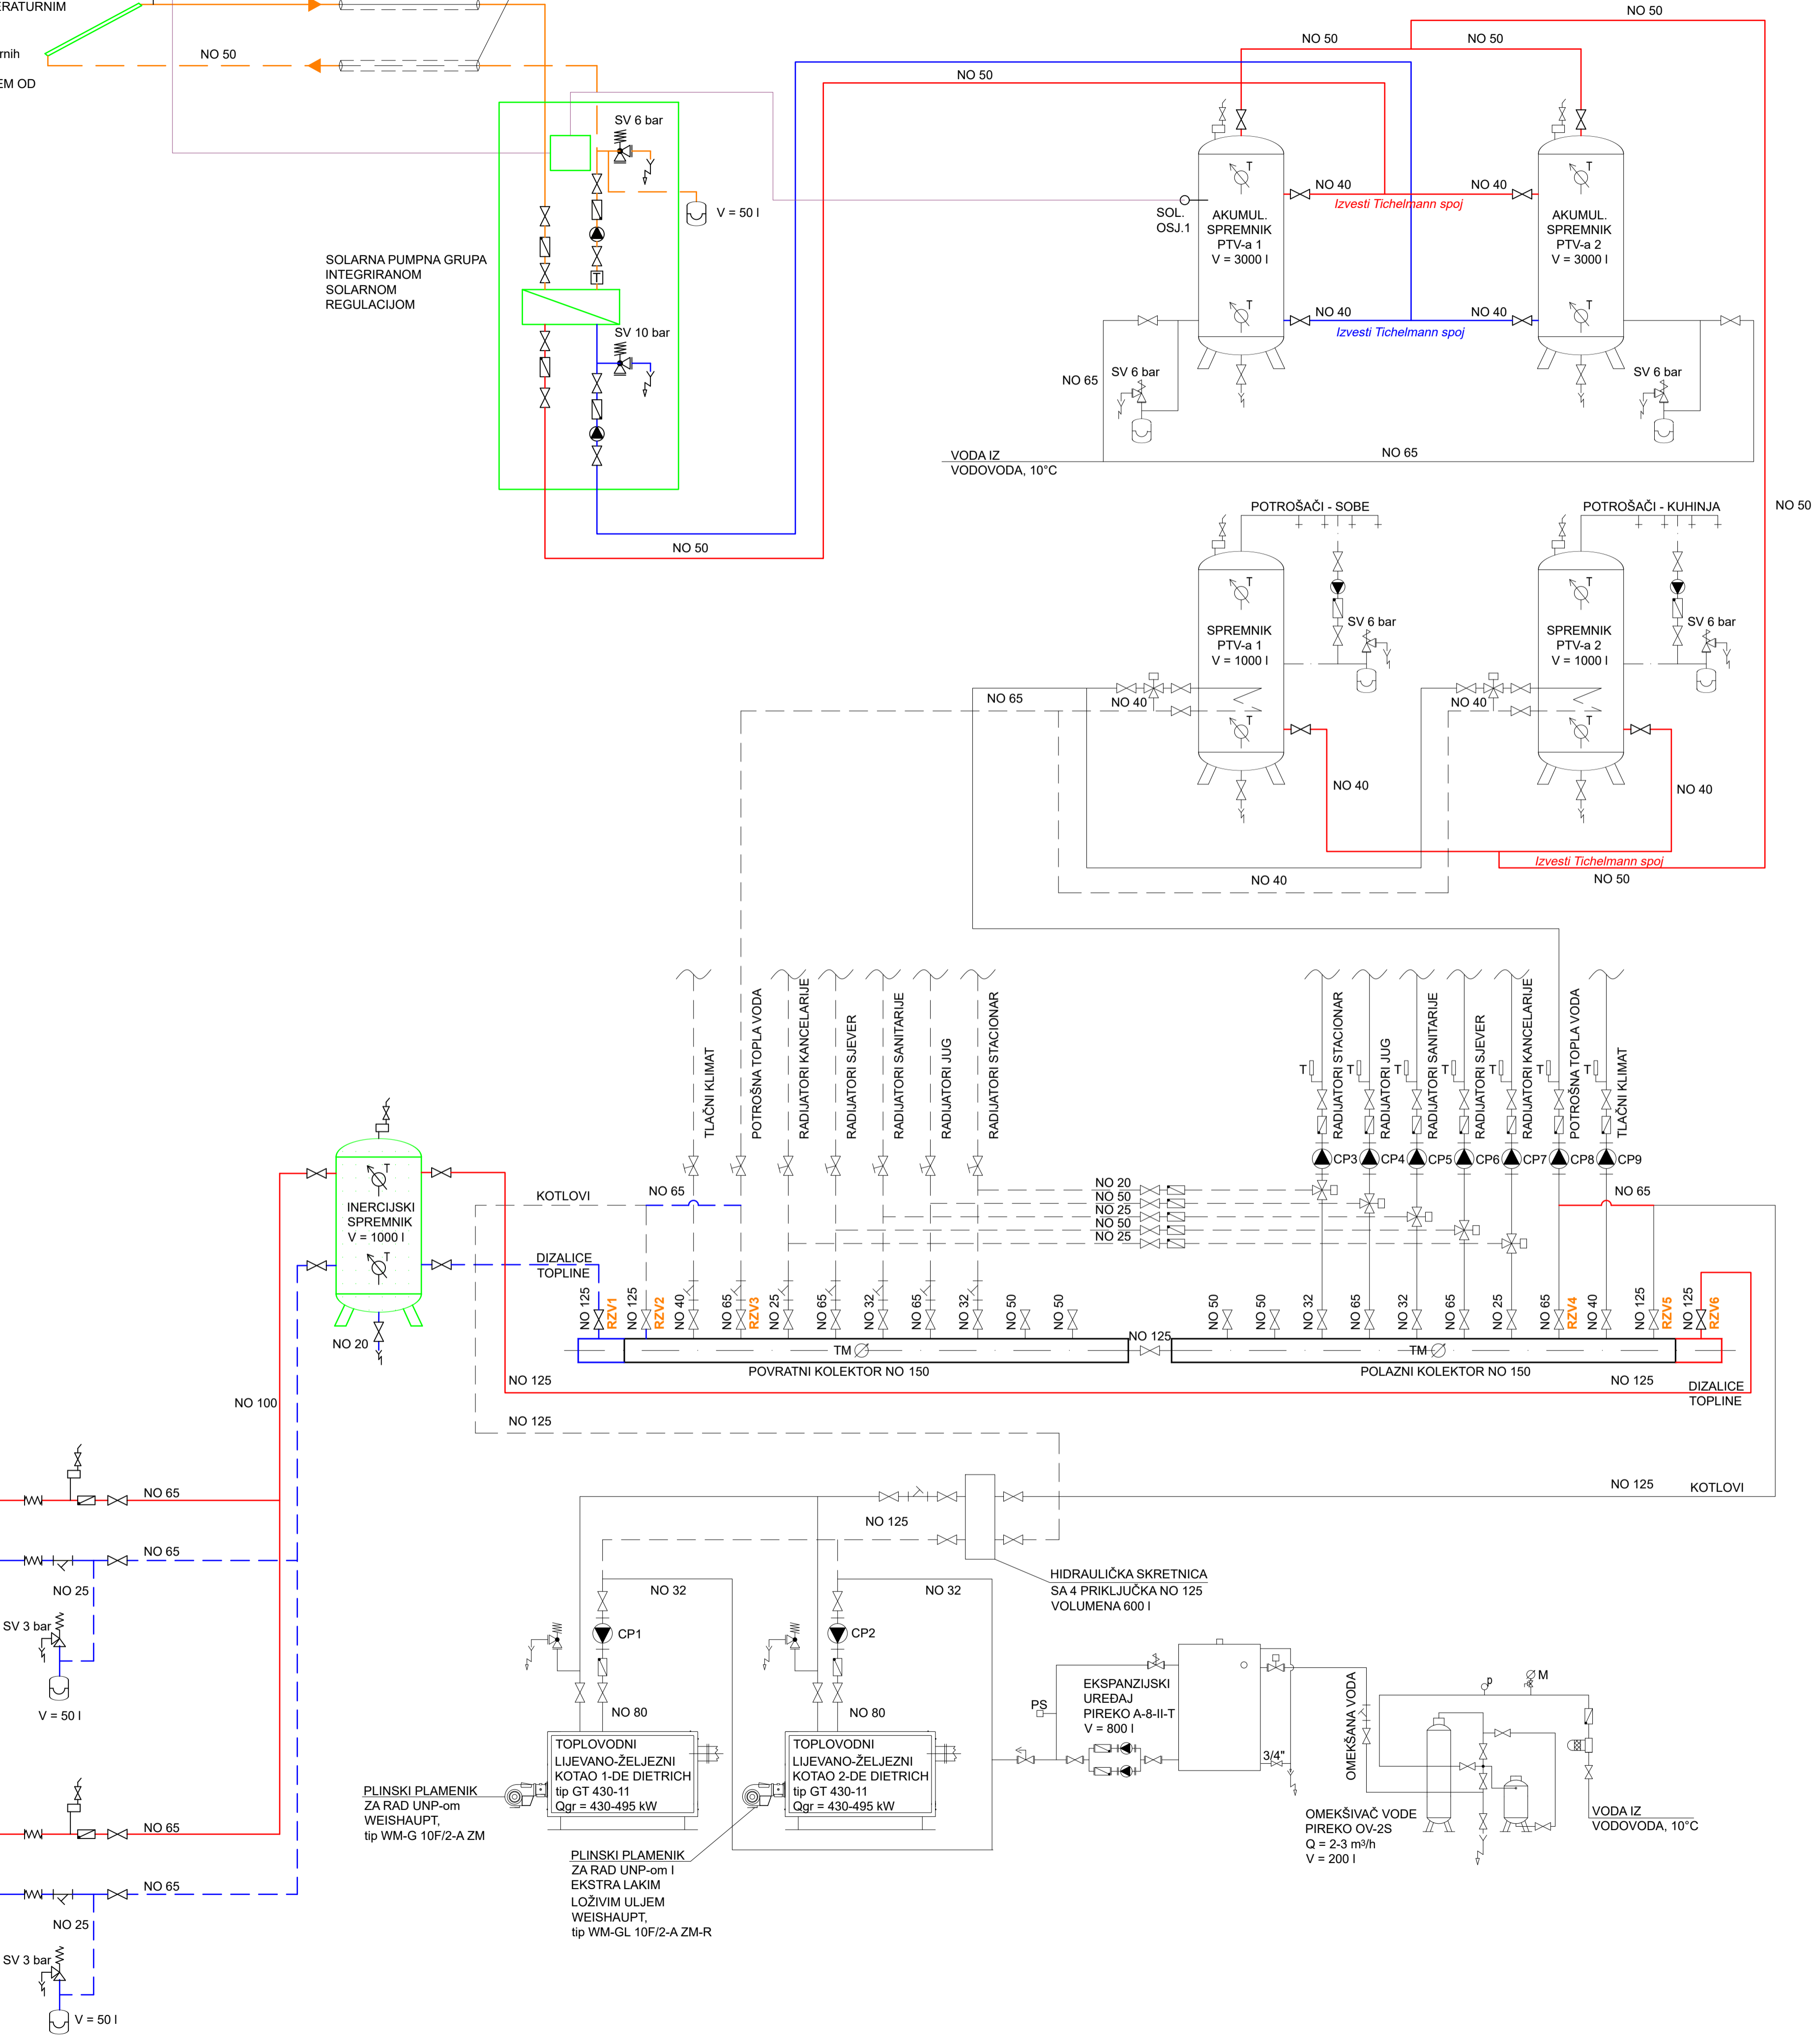 ERATURNIM
rnih
EM OD
NO 50
NO 50
NO 50
NO 50
NO 50
SV 6 bar
V = 50 l
SOLARNA PUMPNA GRUPA
INTEGRIRANOM
SOLARNOM
REGULACIJOM
T
SV 10 bar
NO 50
SOL.
OSJ.1
T
AKUMUL.
SPREMNIK
PTV-a 1
V = 3000 l
T
NO 40
NO 40
Izvesti Tichelmann spoj
T
AKUMUL.
SPREMNIK
PTV-a 2
V = 3000 l
T
NO 40
NO 40
Izvesti Tichelmann spoj
NO 65
SV 6 bar
SV 6 bar
VODA IZ
VODOVODA, 10°C
NO 65
NO 50
POTROŠAČI - SOBE
POTROŠAČI - KUHINJA
T
SPREMNIK
PTV-a 1
V = 1000 l
T
SV 6 bar
T
SPREMNIK
PTV-a 2
V = 1000 l
T
SV 6 bar
NO 65
NO 40
NO 40
NO 40
NO 40
Izvesti Tichelmann spoj
NO 40
NO 50
TLAČNI KLIMAT
POTROŠNA TOPLA VODA
RADIJATORI KANCELARIJE
RADIJATORI SJEVER
RADIJATORI SANITARIJE
RADIJATORI JUG
RADIJATORI STACIONAR
RADIJATORI STACIONAR
RADIJATORI JUG
RADIJATORI SANITARIJE
RADIJATORI SJEVER
RADIJATORI KANCELARIJE
POTROŠNA TOPLA VODA
TLAČNI KLIMAT
T
T
T
T
T
T
T
CP3
CP4
CP5
CP6
CP7
CP8
CP9
T
INERCIJSKI
SPREMNIK
V = 1000 l
T
NO 20
KOTLOVI
NO 65
DIZALICE
TOPLINE
NO 20
NO 50
NO 25
NO 50
NO 25
NO 65
NO 125
RZV1
NO 125
RZV2
NO 40
NO 65
RZV3
NO 25
NO 65
NO 32
NO 65
NO 32
NO 50
NO 50
NO 125
NO 50
NO 50
NO 32
NO 65
NO 32
NO 65
NO 25
NO 65
RZV4
NO 40
NO 125
RZV5
NO 125
RZV6
TM
TM
POVRATNI KOLEKTOR NO 150
POLAZNI KOLEKTOR NO 150
NO 125
NO 125
DIZALICE
TOPLINE
NO 100
NO 125
NO 65
NO 65
NO 25
SV 3 bar
V = 50 l
NO 65
NO 65
NO 25
SV 3 bar
V = 50 l
NO 125
KOTLOVI
NO 125
HIDRAULIČKA SKRETNICA
SA 4 PRIKLJUČKA NO 125
VOLUMENA 600 l
NO 32
NO 32
CP1
CP2
NO 80
NO 80
TOPLOVODNI
LIJEVANO-ŽELJEZNI
KOTAO 1-DE DIETRICH
tip GT 430-11
Qgr = 430-495 kW
TOPLOVODNI
LIJEVANO-ŽELJEZNI
KOTAO 2-DE DIETRICH
tip GT 430-11
Qgr = 430-495 kW
PLINSKI PLAMENIK
ZA RAD UNP-om
WEISHAUPT,
tip WM-G 10F/2-A ZM
PLINSKI PLAMENIK
ZA RAD UNP-om I
EKSTRA LAKIM
LOŽIVIM ULJEM
WEISHAUPT,
tip WM-GL 10F/2-A ZM-R
PS
EKSPANZIJSKI
UREĐAJ
PIREKO A-8-II-T
V = 800 l
3/4"
OMEKŠANA VODA
p
M
OMEKŠIVAČ VODE
PIREKO OV-2S
Q = 2-3 m³/h
V = 200 l
VODA IZ
VODOVODA, 10°C